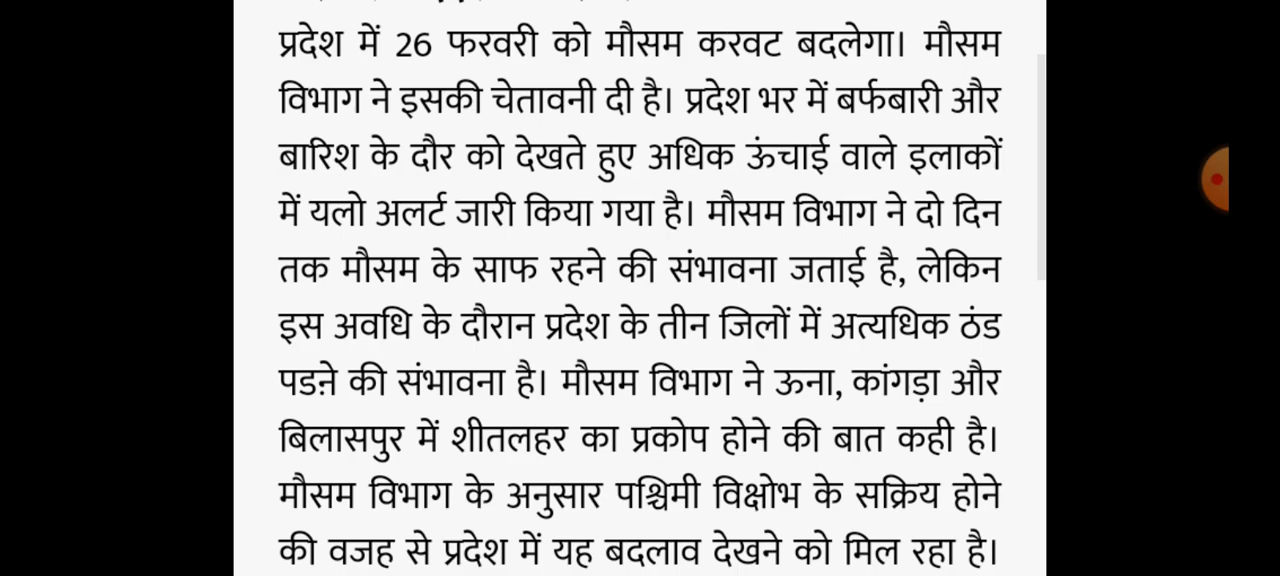 प्रदेश में 26 फरवरी को मौसम करवट बदलेगा। मौसम
विभाग ने इसकी चेतावनी दी है। प्रदेश भर में बर्फबारी और
बारिश के दौर को देखते हुए अधिक ऊंचाई वाले इलाकों
में यलो अलर्ट जारी किया गया है। मौसम विभाग ने दो दिन
तक मौसम के साफ रहने की संभावना जताई है, लेकिन
इस अवधि के दौरान प्रदेश के तीन जिलों में अत्यधिक ठंड
पडऩे की संभावना है। मौसम विभाग ने ऊना, कांगड़ा और
बिलासपुर में शीतलहर का प्रकोप होने की बात कही है।
मौसम विभाग के अनुसार पश्चिमी विक्षोभ के सक्रिय होने
की वजह से प्रदेश में यह बदलाव देखने को मिल रहा है।